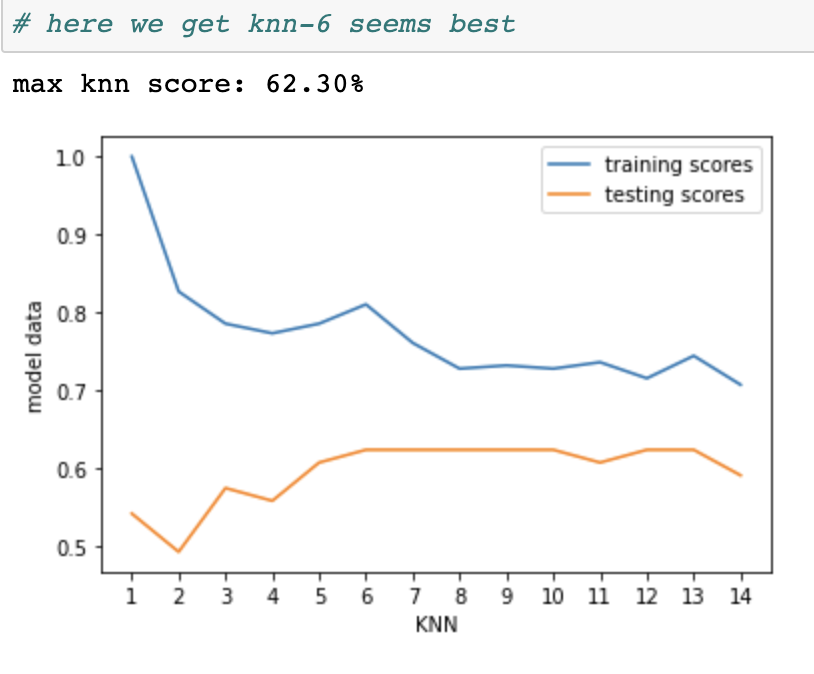 # here we get knn-6 seems best
max knn score: 62.30%
training scores
testing scores
1.0
0.9
0.8
0.7
0.6
0.5
model data
1 2 3 4 5 6 7 8 9 10 11 12 13 14
KNN